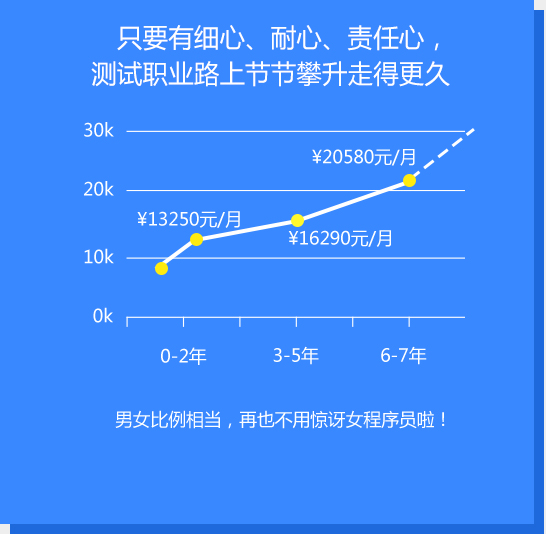 只要有细心、耐心、责任心，
测试职业路上节节攀升走得更久
30k
¥20580元/月
20k
¥13250元/月
¥16290元/月
10k
0k
0-2年
3-5年
6-7年
男女比例相当，再也不用惊讶女程序员啦！